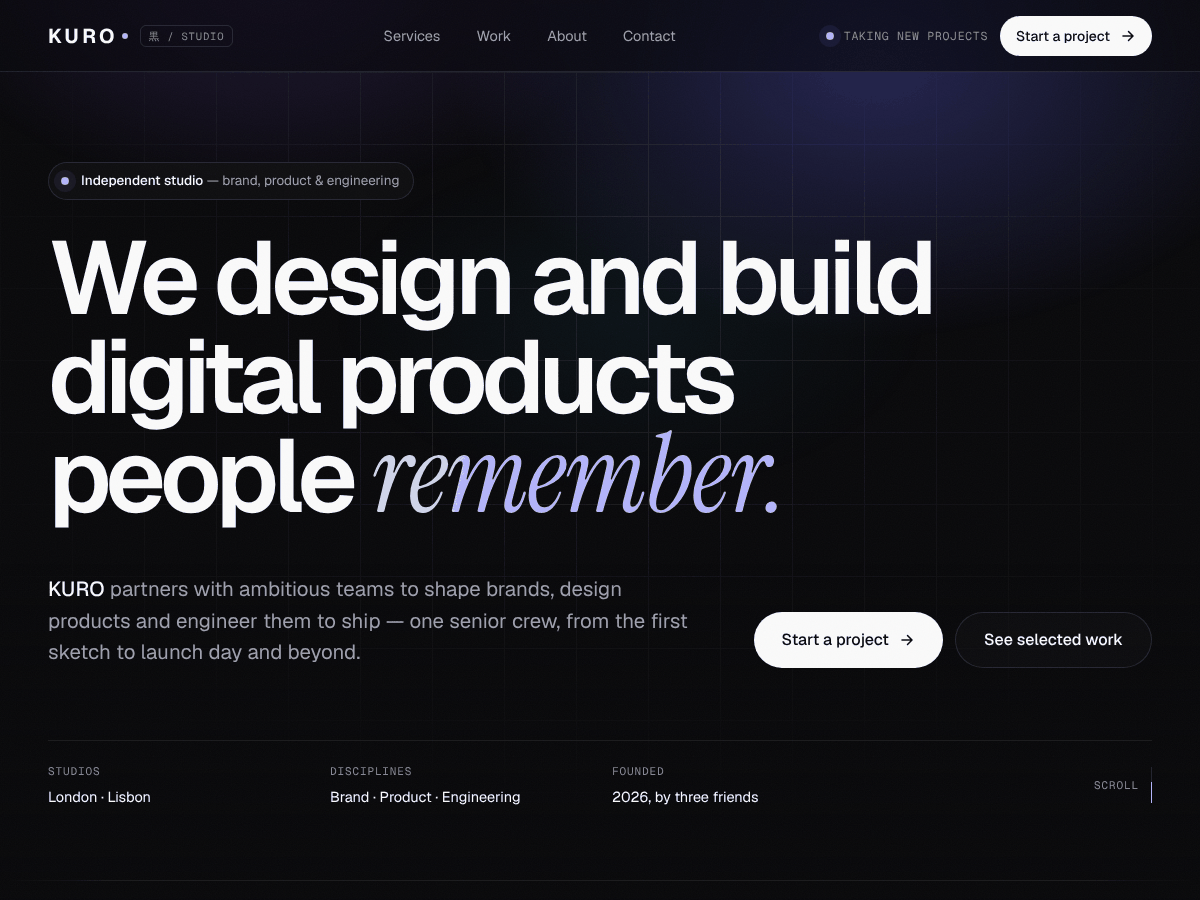 KURO
黒 / STUDIO
Services
Work
About
Contact
TAKING NEW PROJECTS
Start a project →
Independent studio — brand, product & engineering
We design and build
digital products
people remember.
KURO partners with ambitious teams to shape brands, design
products and engineer them to ship — one senior crew, from the first
sketch to launch day and beyond.
Start a project →
See selected work
STUDIOS
London · Lisbon
DISCIPLINES
Brand · Product · Engineering
FOUNDED
2026, by three friends
SCROLL